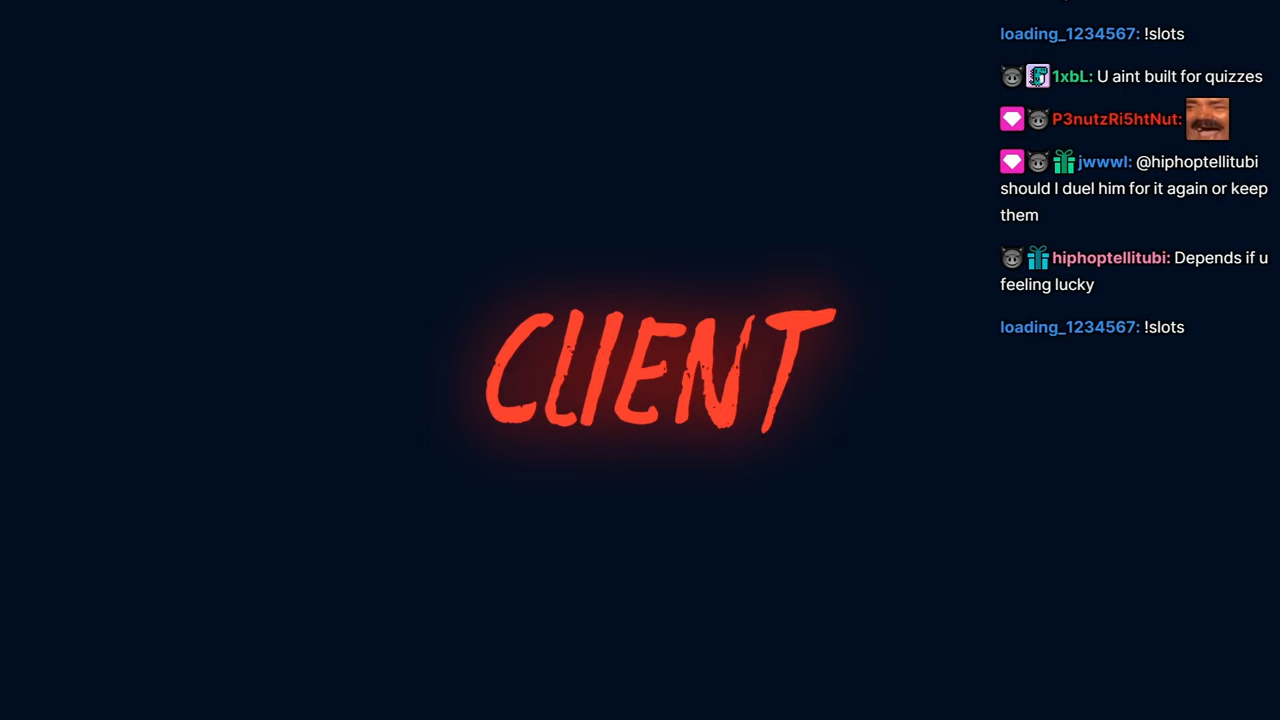 loading_1234567: !slots
1xbL: U aint built for quizzes
P3nutzRi5htNut:
jwwwl: @hiphoptellitubi
should I duel him for it again or keep
them
hiphoptellitubi: Depends if u
feeling lucky
loading_1234567: !slots
CLIENT